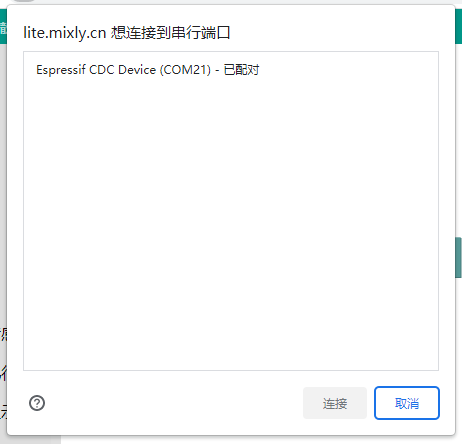 lite.mixly.cn 想连接到串行端口
Espressif CDC Device (COM21) - 已配对
连接
取消